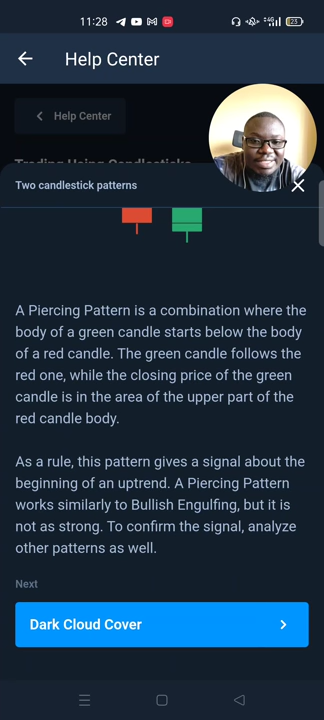 11:28
23
Help Center
Help Center
Trading Using Candlesticks
Two candlestick patterns
A Piercing Pattern is a combination where the
body of a green candle starts below the body
of a red candle. The green candle follows the
red one, while the closing price of the green
candle is in the area of the upper part of the
red candle body.
As a rule, this pattern gives a signal about the
beginning of an uptrend. A Piercing Pattern
works similarly to Bullish Engulfing, but it is
not as strong. To confirm the signal, analyze
other patterns as well.
Next
Dark Cloud Cover